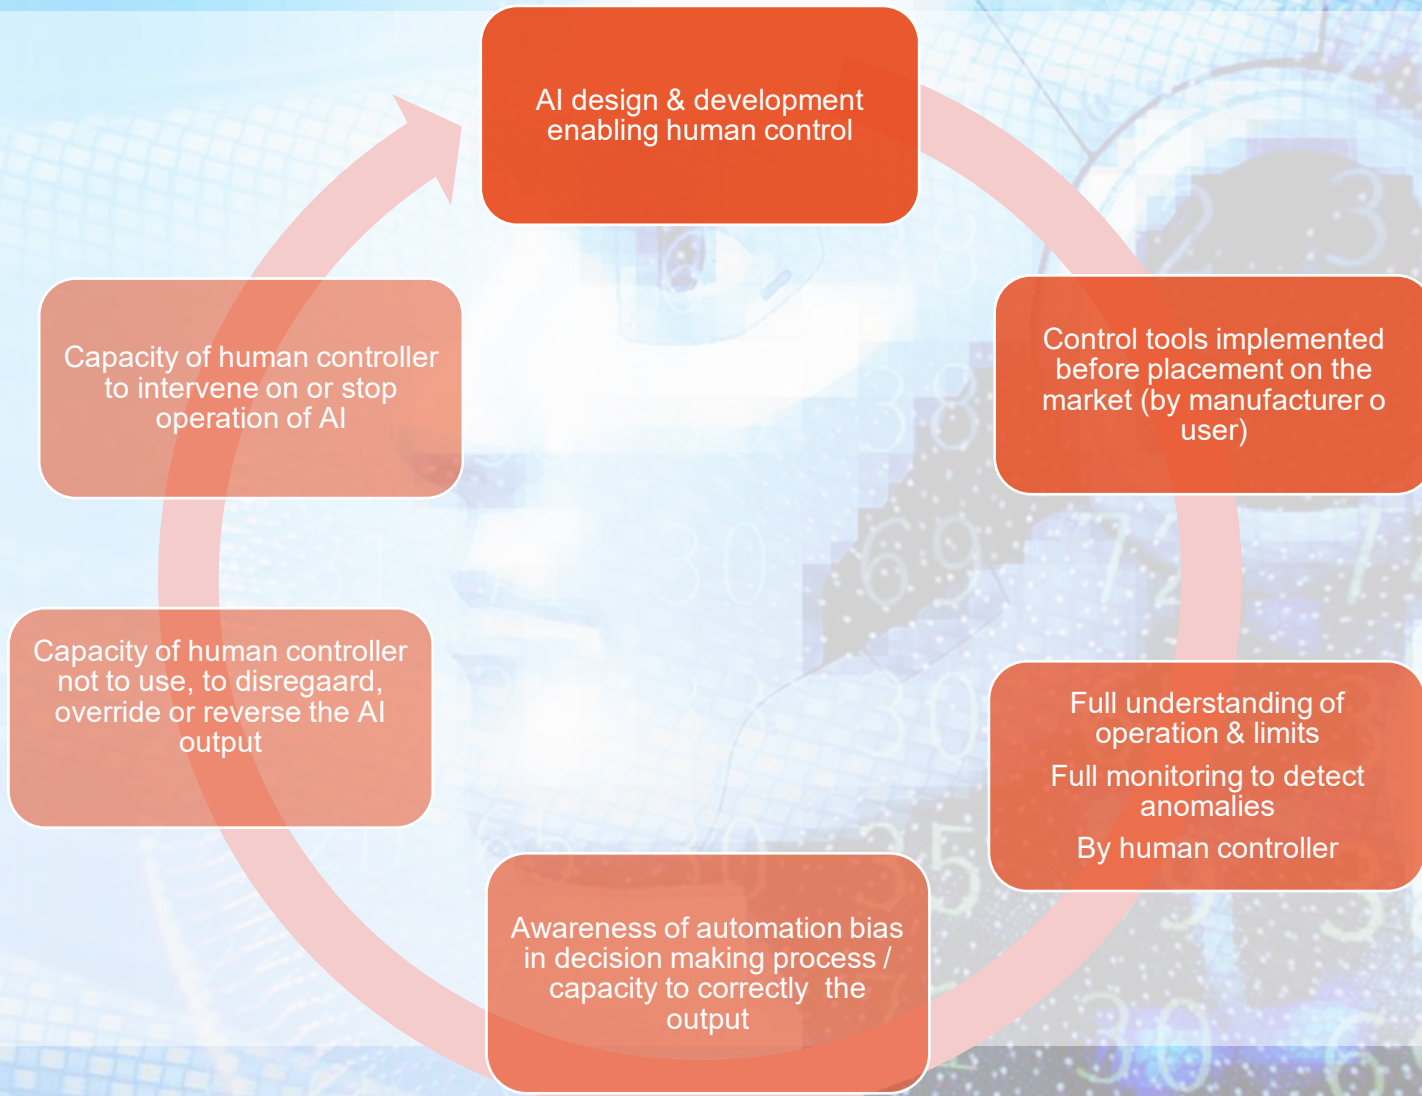 AI design & development
enabling human control
Control tools implemented
before placement on the
market (by manufacturer o
user)
Full understanding of
operation & limits
Full monitoring to detect
anomalies
By human controller
Awareness of automation bias
in decision making process /
capacity to correctly  the
output
Capacity of human controller
not to use, to disregaard,
override or reverse the AI
output
Capacity of human controller
to intervene on or stop
operation of AI